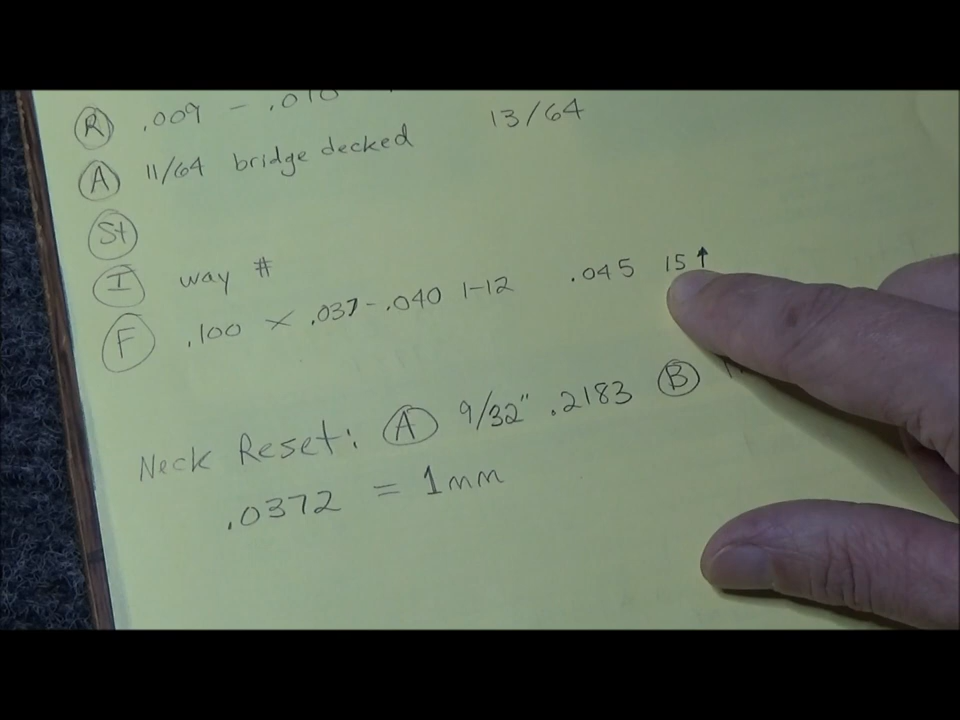 Ⓡ .009 - .010
Ⓐ 11/64 bridge decked 13/64
St
Ⓘ way #
Ⓕ .100 × .037-.040 1-12 .045 15↑
Neck Reset: Ⓐ 9/32" .2183 Ⓑ
.0372 = 1mm